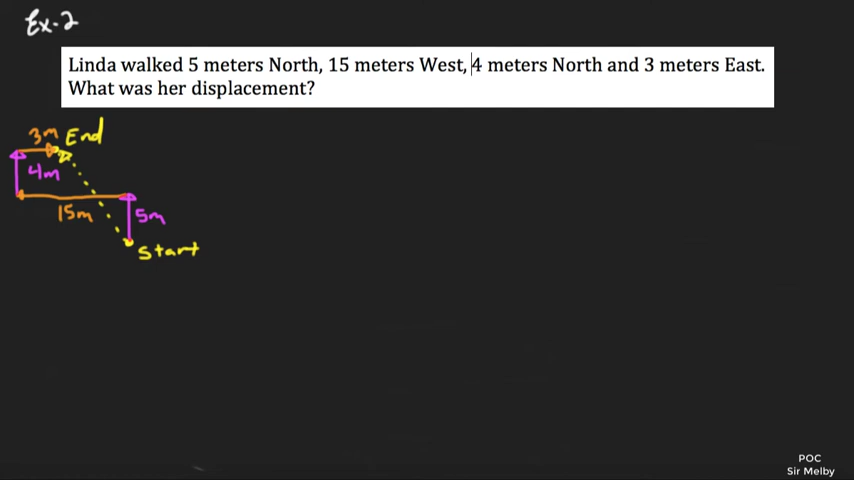 Ex-2
Linda walked 5 meters North, 15 meters West, 4 meters North and 3 meters East.
What was her displacement?
3m End
4m
15m 5m
Start
POC
Sir Melby